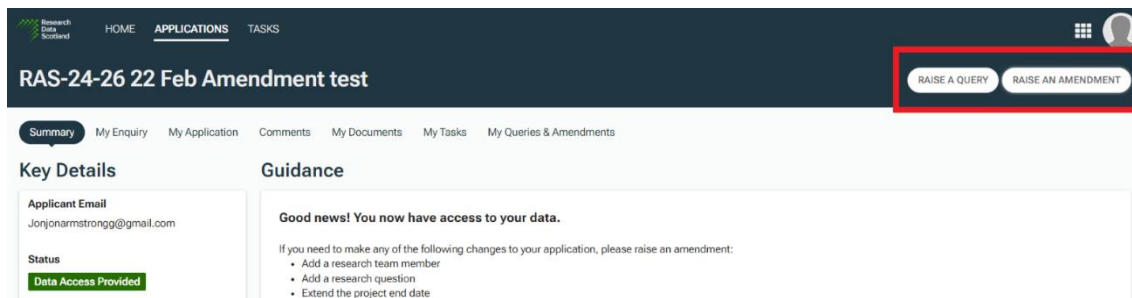 Research
Data
Scotland
HOME APPLICATIONS TASKS
RAS-24-26 22 Feb Amendment test
RAISE A QUERY RAISE AN AMENDMENT
Summary My Enquiry My Application Comments My Documents My Tasks My Queries & Amendments
Key Details
Guidance
Applicant Email
Jonjonarmstrongg@gmail.com
Status
Data Access Provided
Good news! You now have access to your data.
If you need to make any of the following changes to your application, please raise an amendment:
• Add a research team member
• Add a research question
• Extend the project end date